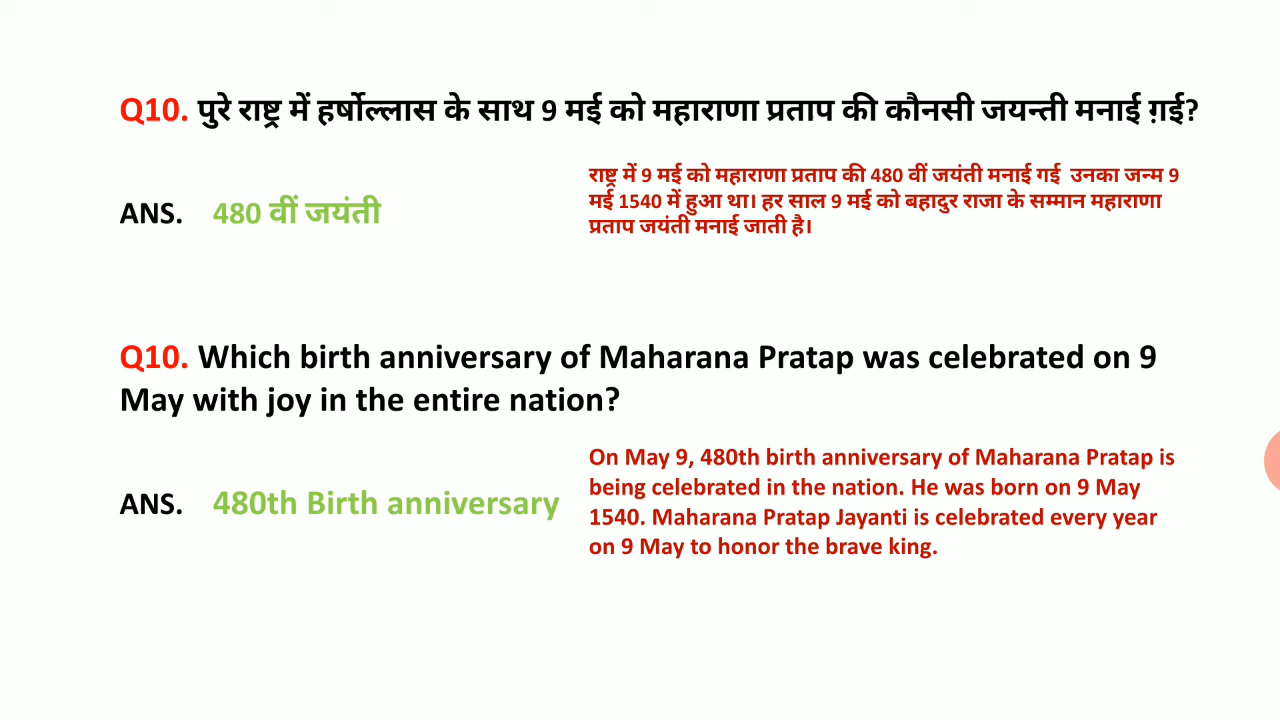 Q10. पुरे राष्ट्र में हर्षोल्लास के साथ 9 मई को महाराणा प्रताप की कौनसी जयन्ती मनाई ग़ई?
राष्ट्र में 9 मई को महाराणा प्रताप की 480 वीं जयंती मनाई गई उनका जन्म 9
मई 1540 में हुआ था। हर साल 9 मई को बहादुर राजा के सम्मान महाराणा
प्रताप जयंती मनाई जाती है।
ANS. 480 वीं जयंती
Q10. Which birth anniversary of Maharana Pratap was celebrated on 9
May with joy in the entire nation?
On May 9, 480th birth anniversary of Maharana Pratap is
being celebrated in the nation. He was born on 9 May
1540. Maharana Pratap Jayanti is celebrated every year
on 9 May to honor the brave king.
ANS. 480th Birth anniversary